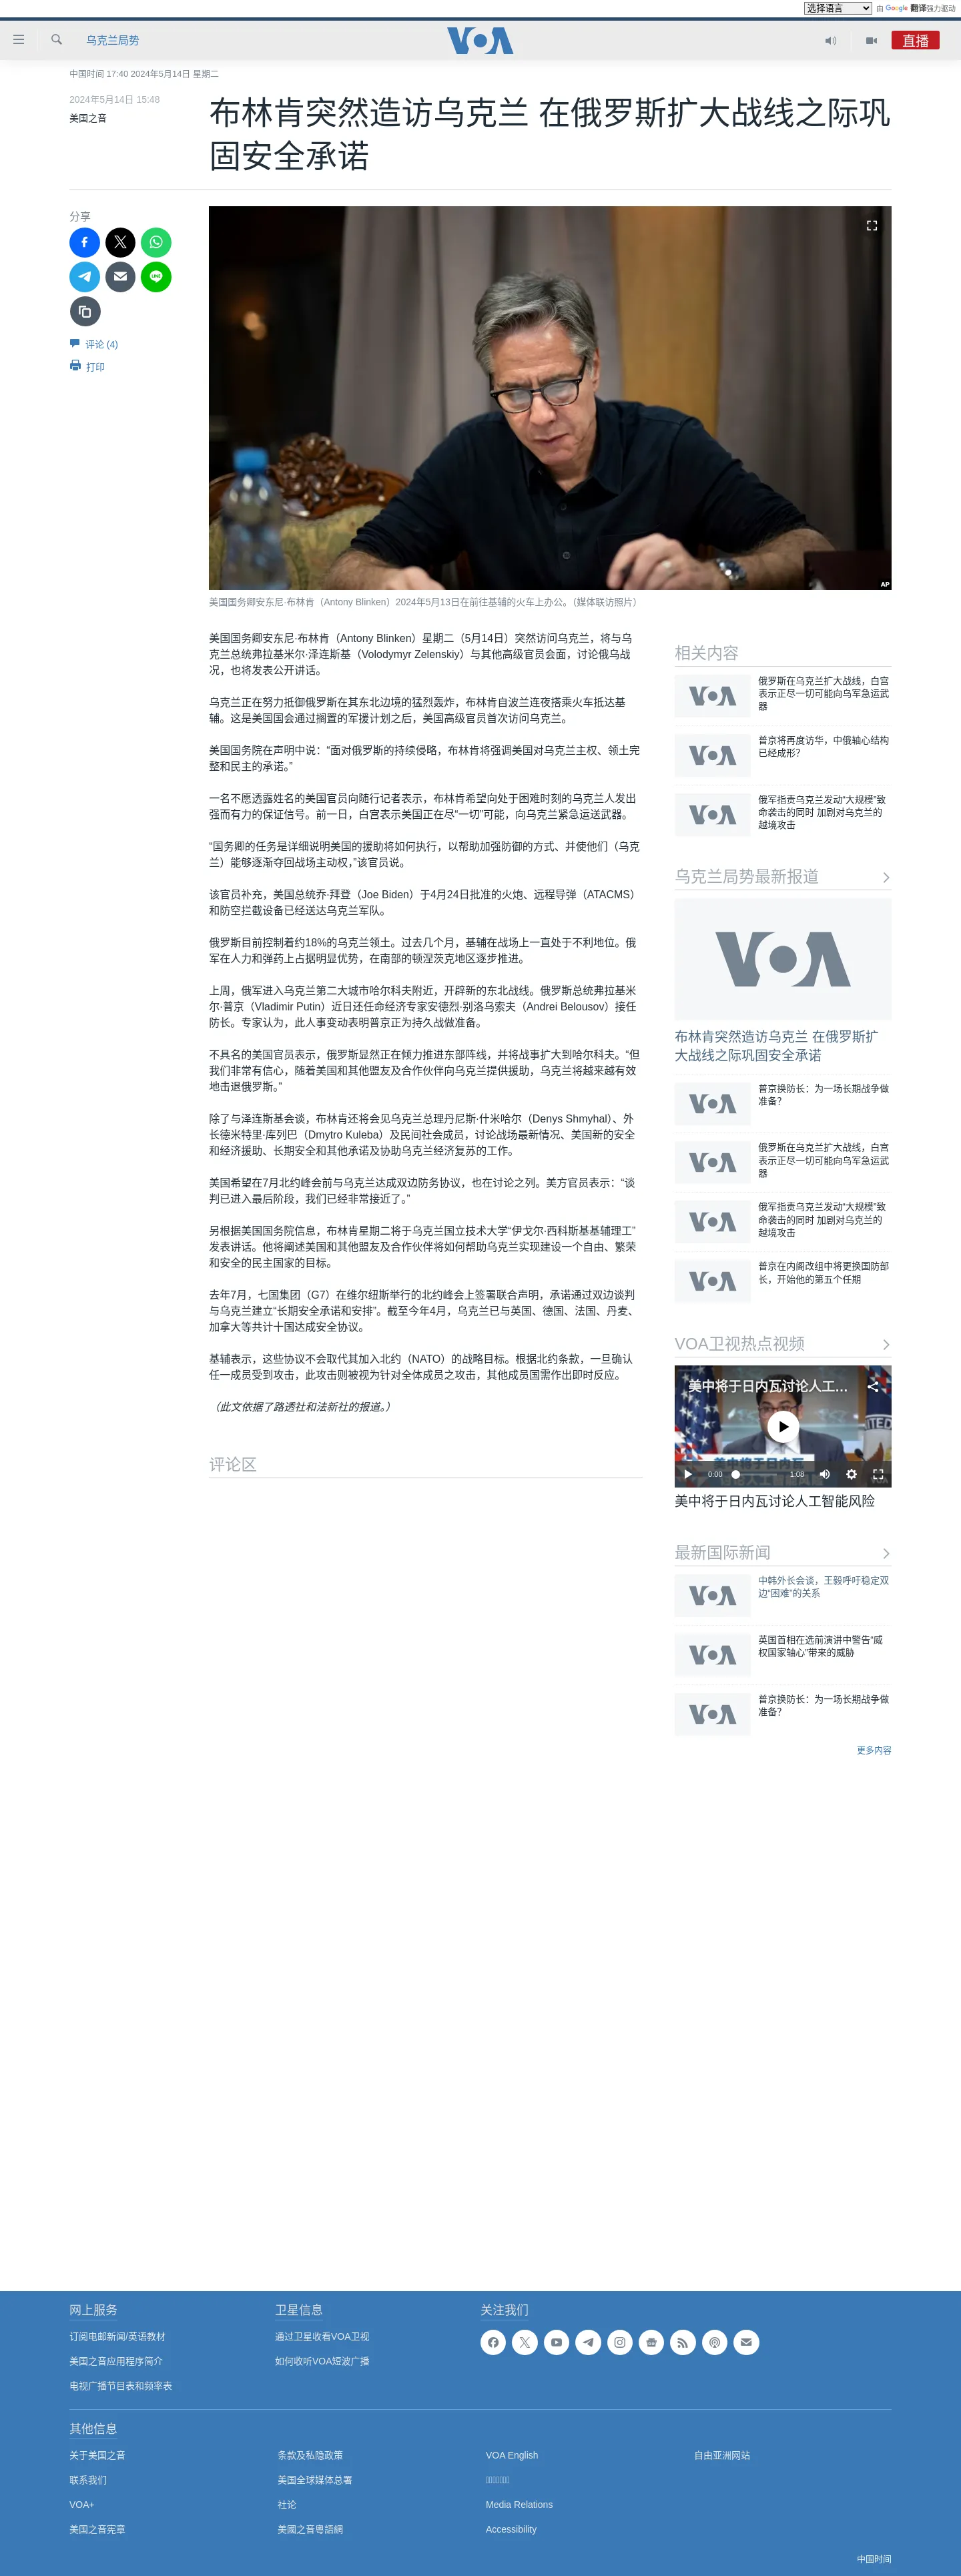 选择语言 由 Google 翻译强力驱动
乌克兰局势
VOA
直播
中国时间 17:40 2024年5月14日 星期二
2024年5月14日 15:48
美国之音
布林肯突然造访乌克兰 在俄罗斯扩大战线之际巩
固安全承诺
分享
评论 (4)
打印
AP
美国国务卿安东尼·布林肯（Antony Blinken）2024年5月13日在前往基辅的火车上办公。（媒体联访照片）
美国国务卿安东尼·布林肯（Antony Blinken）星期二（5月14日）突然访问乌克兰，将与乌
克兰总统弗拉基米尔·泽连斯基（Volodymyr Zelenskiy）与其他高级官员会面，讨论俄乌战
况，也将发表公开讲话。
乌克兰正在努力抵御俄罗斯在其东北边境的猛烈轰炸，布林肯自波兰连夜搭乘火车抵达基
辅。这是美国国会通过搁置的军援计划之后，美国高级官员首次访问乌克兰。
美国国务院在声明中说：“面对俄罗斯的持续侵略，布林肯将强调美国对乌克兰主权、领土完
整和民主的承诺。”
一名不愿透露姓名的美国官员向随行记者表示，布林肯希望向处于困难时刻的乌克兰人发出
强而有力的保证信号。前一日，白宫表示美国正在尽“一切”可能，向乌克兰紧急运送武器。
“国务卿的任务是详细说明美国的援助将如何执行，以帮助加强防御的方式、并使他们（乌克
兰）能够逐渐夺回战场主动权，”该官员说。
该官员补充，美国总统乔·拜登（Joe Biden）于4月24日批准的火炮、远程导弹（ATACMS）
和防空拦截设备已经送达乌克兰军队。
俄罗斯目前控制着约18%的乌克兰领土。过去几个月，基辅在战场上一直处于不利地位。俄
军在人力和弹药上占据明显优势，在南部的顿涅茨克地区逐步推进。
上周，俄军进入乌克兰第二大城市哈尔科夫附近，开辟新的东北战线。俄罗斯总统弗拉基米
尔·普京（Vladimir Putin）近日还任命经济专家安德烈·别洛乌索夫（Andrei Belousov）接任
防长。专家认为，此人事变动表明普京正为持久战做准备。
不具名的美国官员表示，俄罗斯显然正在倾力推进东部阵线，并将战事扩大到哈尔科夫。“但
我们非常有信心，随着美国和其他盟友及合作伙伴向乌克兰提供援助，乌克兰将越来越有效
地击退俄罗斯。”
除了与泽连斯基会谈，布林肯还将会见乌克兰总理丹尼斯·什米哈尔（Denys Shmyhal）、外
长德米特里·库列巴（Dmytro Kuleba）及民间社会成员，讨论战场最新情况、美国新的安全
和经济援助、长期安全和其他承诺及协助乌克兰经济复苏的工作。
美国希望在7月北约峰会前与乌克兰达成双边防务协议，也在讨论之列。美方官员表示：“谈
判已进入最后阶段，我们已经非常接近了。”
另根据美国国务院信息，布林肯星期二将于乌克兰国立技术大学“伊戈尔·西科斯基基辅理工”
发表讲话。他将阐述美国和其他盟友及合作伙伴将如何帮助乌克兰实现建设一个自由、繁荣
和安全的民主国家的目标。
去年7月，七国集团（G7）在维尔纽斯举行的北约峰会上签署联合声明，承诺通过双边谈判
与乌克兰建立“长期安全承诺和安排”。截至今年4月，乌克兰已与英国、德国、法国、丹麦、
加拿大等共计十国达成安全协议。
基辅表示，这些协议不会取代其加入北约（NATO）的战略目标。根据北约条款，一旦确认
任一成员受到攻击，此攻击则被视为针对全体成员之攻击，其他成员国需作出即时反应。
（此文依据了路透社和法新社的报道。）
评论区
相关内容
VOA
俄罗斯在乌克兰扩大战线，白宫
表示正尽一切可能向乌军急运武
器
VOA
普京将再度访华，中俄轴心结构
已经成形？
VOA
俄军指责乌克兰发动“大规模”致
命袭击的同时 加剧对乌克兰的
越境攻击
乌克兰局势最新报道
VOA
布林肯突然造访乌克兰 在俄罗斯扩
大战线之际巩固安全承诺
VOA
普京换防长：为一场长期战争做
准备？
VOA
俄罗斯在乌克兰扩大战线，白宫
表示正尽一切可能向乌军急运武
器
VOA
俄军指责乌克兰发动“大规模”致
命袭击的同时 加剧对乌克兰的
越境攻击
VOA
普京在内阁改组中将更换国防部
长，开始他的第五个任期
VOA卫视热点视频
美中将于日内瓦讨论人工...
0:00
1:08
美中将于日内瓦讨论人工智能风险
最新国际新闻
VOA
中韩外长会谈，王毅呼吁稳定双
边“困难”的关系
VOA
英国首相在选前演讲中警告“威
权国家轴心”带来的威胁
VOA
普京换防长：为一场长期战争做
准备？
更多内容
网上服务
订阅电邮新闻/英语教材
美国之音应用程序简介
电视广播节目表和频率表
卫星信息
通过卫星收看VOA卫视
如何收听VOA短波广播
关注我们
其他信息
关于美国之音
联系我们
VOA+
美国之音宪章
条款及私隐政策
美国全球媒体总署
社论
美國之音粵語網
VOA English
Media Relations
Accessibility
自由亚洲网站
中国时间